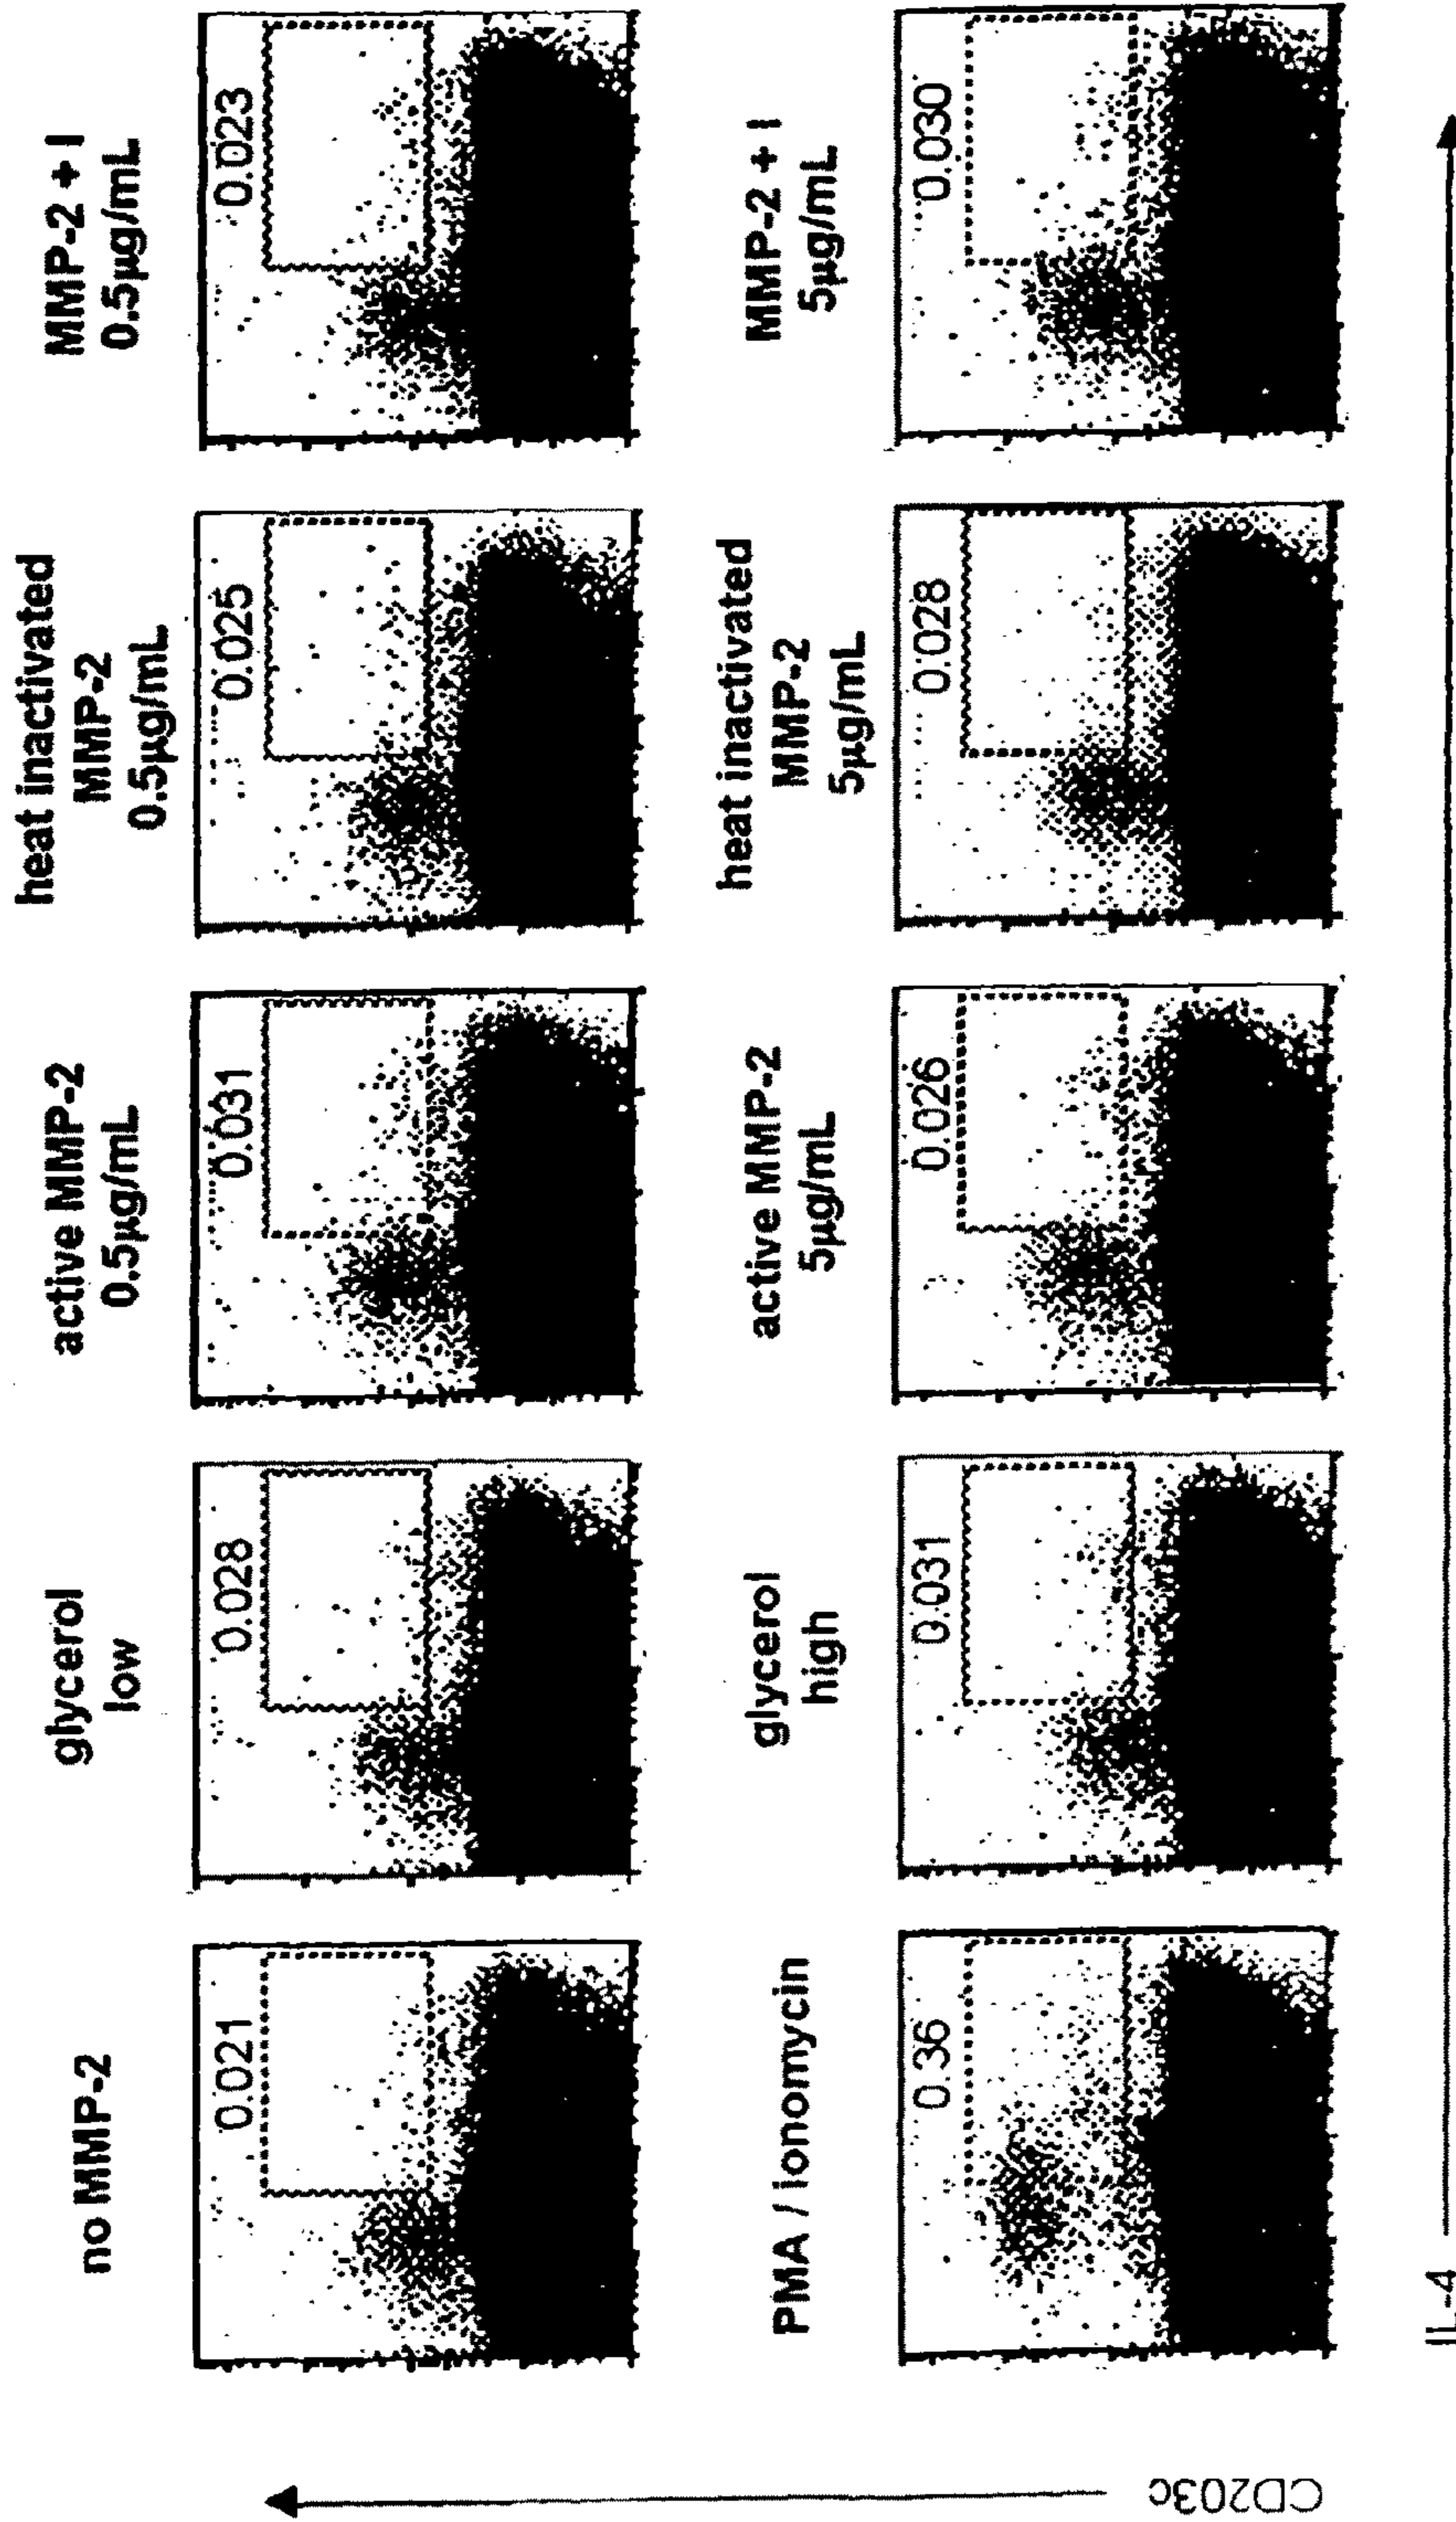 no MMP-2
0.021
glycerol
low
0.028
active MMP-2
0.5µg/mL
0.031
heat inactivated
MMP-2
0.5µg/mL
0.025
MMP-2 + I
0.5µg/mL
0.023
PMA / ionomycin
0.36
glycerol
high
0.031
active MMP-2
5µg/mL
0.026
heat inactivated
MMP-2
5µg/mL
0.028
MMP-2 + I
5µg/mL
0.030
CD203c
IL-4